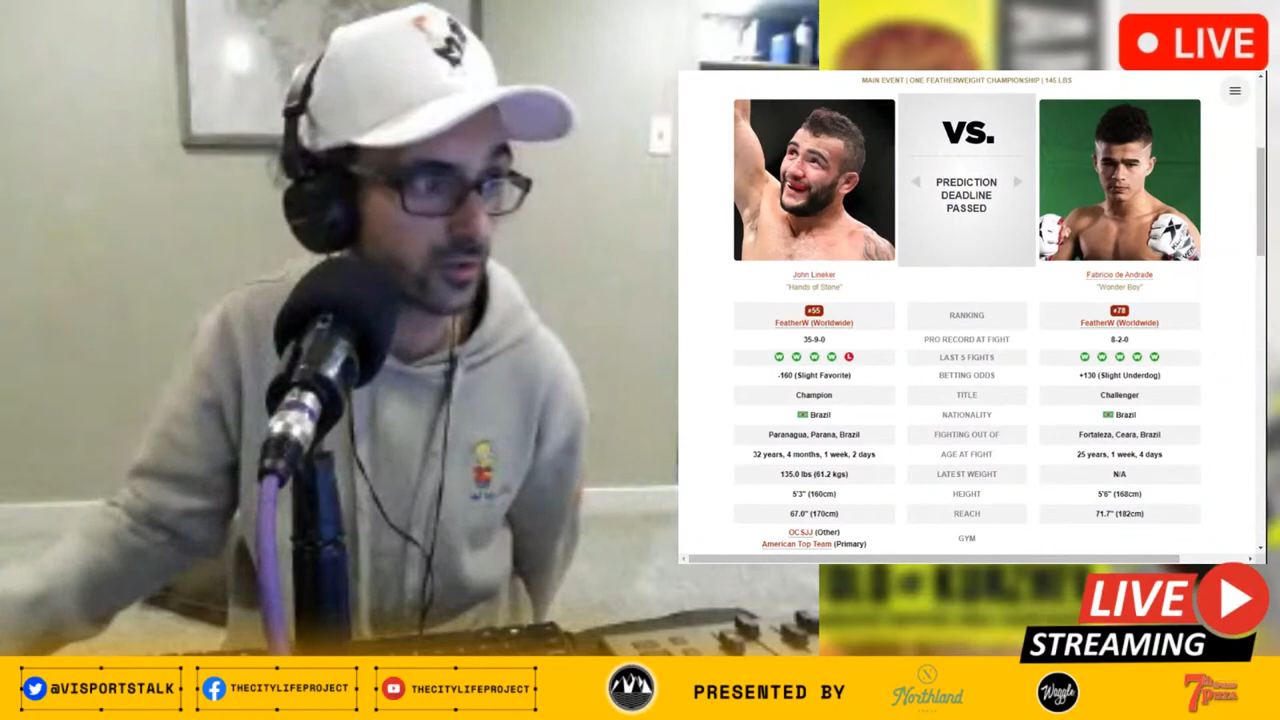 LIVE
MAIN EVENT | ONE FEATHERWEIGHT CHAMPIONSHIP | 145 LBS
VS.
PREDICTION
DEADLINE
PASSED
John Lineker
"Hands of Stone"
Fabricio de Andrade
"Wonder Boy"
#55
FeatherW (Worldwide)
RANKING
#78
FeatherW (Worldwide)
35-9-0
PRO RECORD AT FIGHT
8-2-0
W W W W L
LAST 5 FIGHTS
W W W W W
-160 (Slight Favorite)
BETTING ODDS
+130 (Slight Underdog)
Champion
TITLE
Challenger
Brazil
NATIONALITY
Brazil
Paranagua, Parana, Brazil
FIGHTING OUT OF
Fortaleza, Ceara, Brazil
32 years, 4 months, 1 week, 2 days
AGE AT FIGHT
25 years, 1 week, 4 days
135.0 lbs (61.2 kgs)
LATEST WEIGHT
N/A
5'3" (160cm)
HEIGHT
5'6" (168cm)
67.0" (170cm)
REACH
71.7" (182cm)
OCSJJ (Other)
American Top Team (Primary)
GYM
LIVE
STREAMING
@VISPORTSTALK
THECITYLIFEPROJECT
THECITYLIFEPROJECT
PRESENTED BY
Northland
Waggle